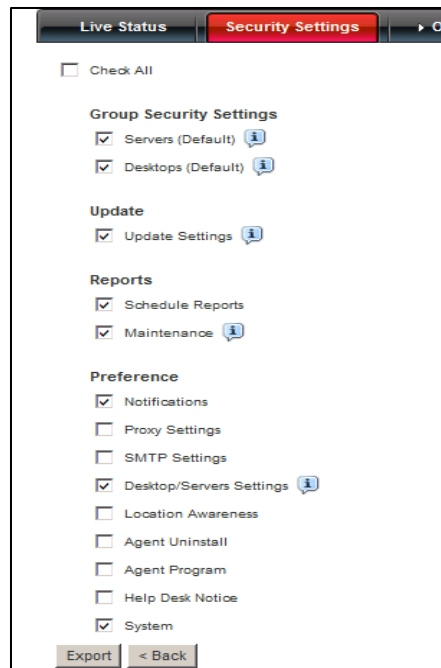 Live Status Security Settings
Check All
Group Security Settings
Servers (Default)
Desktops (Default)
Update
Update Settings
Reports
Schedule Reports
Maintenance
Preference
Notifications
Proxy Settings
SMTP Settings
Desktop/Servers Settings
Location Awareness
Agent Uninstall
Agent Program
Help Desk Notice
System
Export < Back